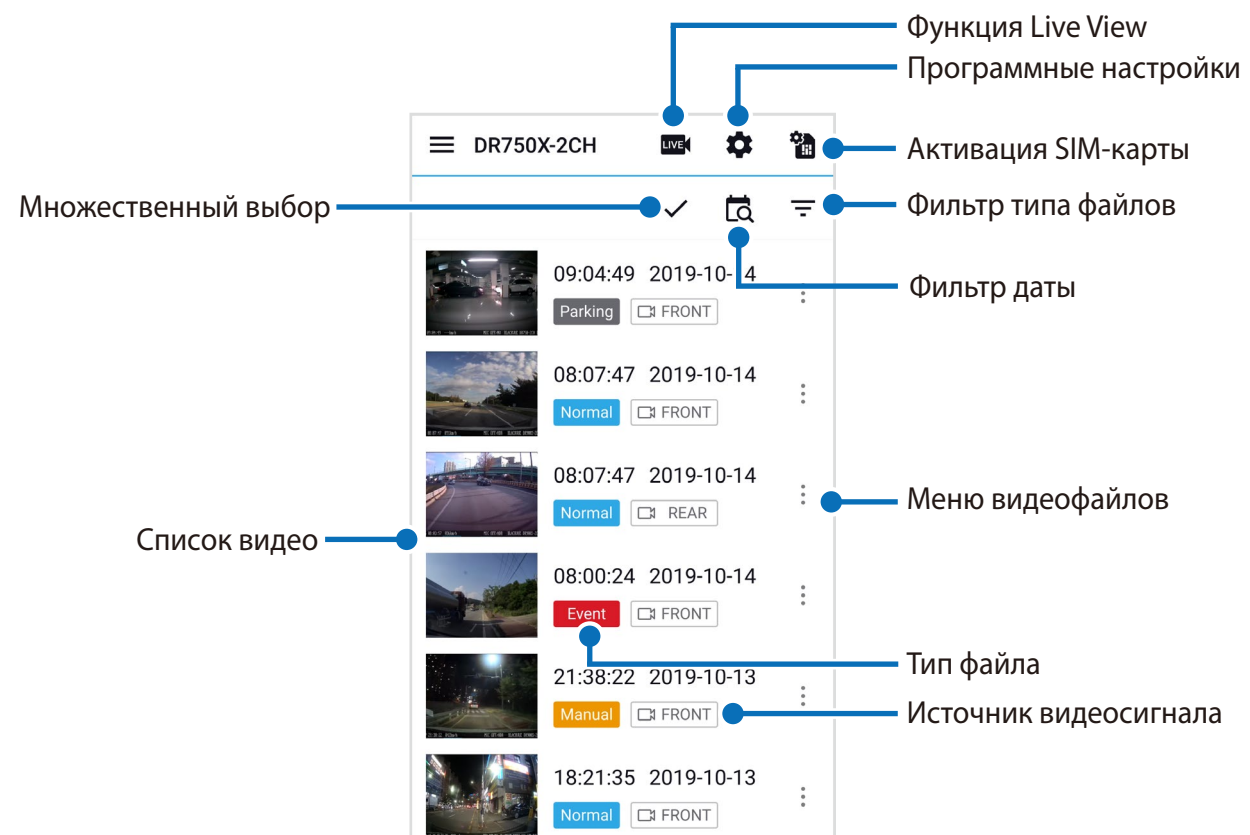 Функция Live View
Программные настройки
DR750X-2CH
LIVE
Активация SIM-карты
Множественный выбор
Фильтр типа файлов
09:04:49 2019-10-14
Фильтр даты
Parking FRONT
08:07:47 2019-10-14
Normal FRONT
08:07:47 2019-10-14
Меню видеофайлов
Normal REAR
Список видео
08:00:24 2019-10-14
Event FRONT
Тип файла
21:38:22 2019-10-13
Manual FRONT
Источник видеосигнала
18:21:35 2019-10-13
Normal FRONT